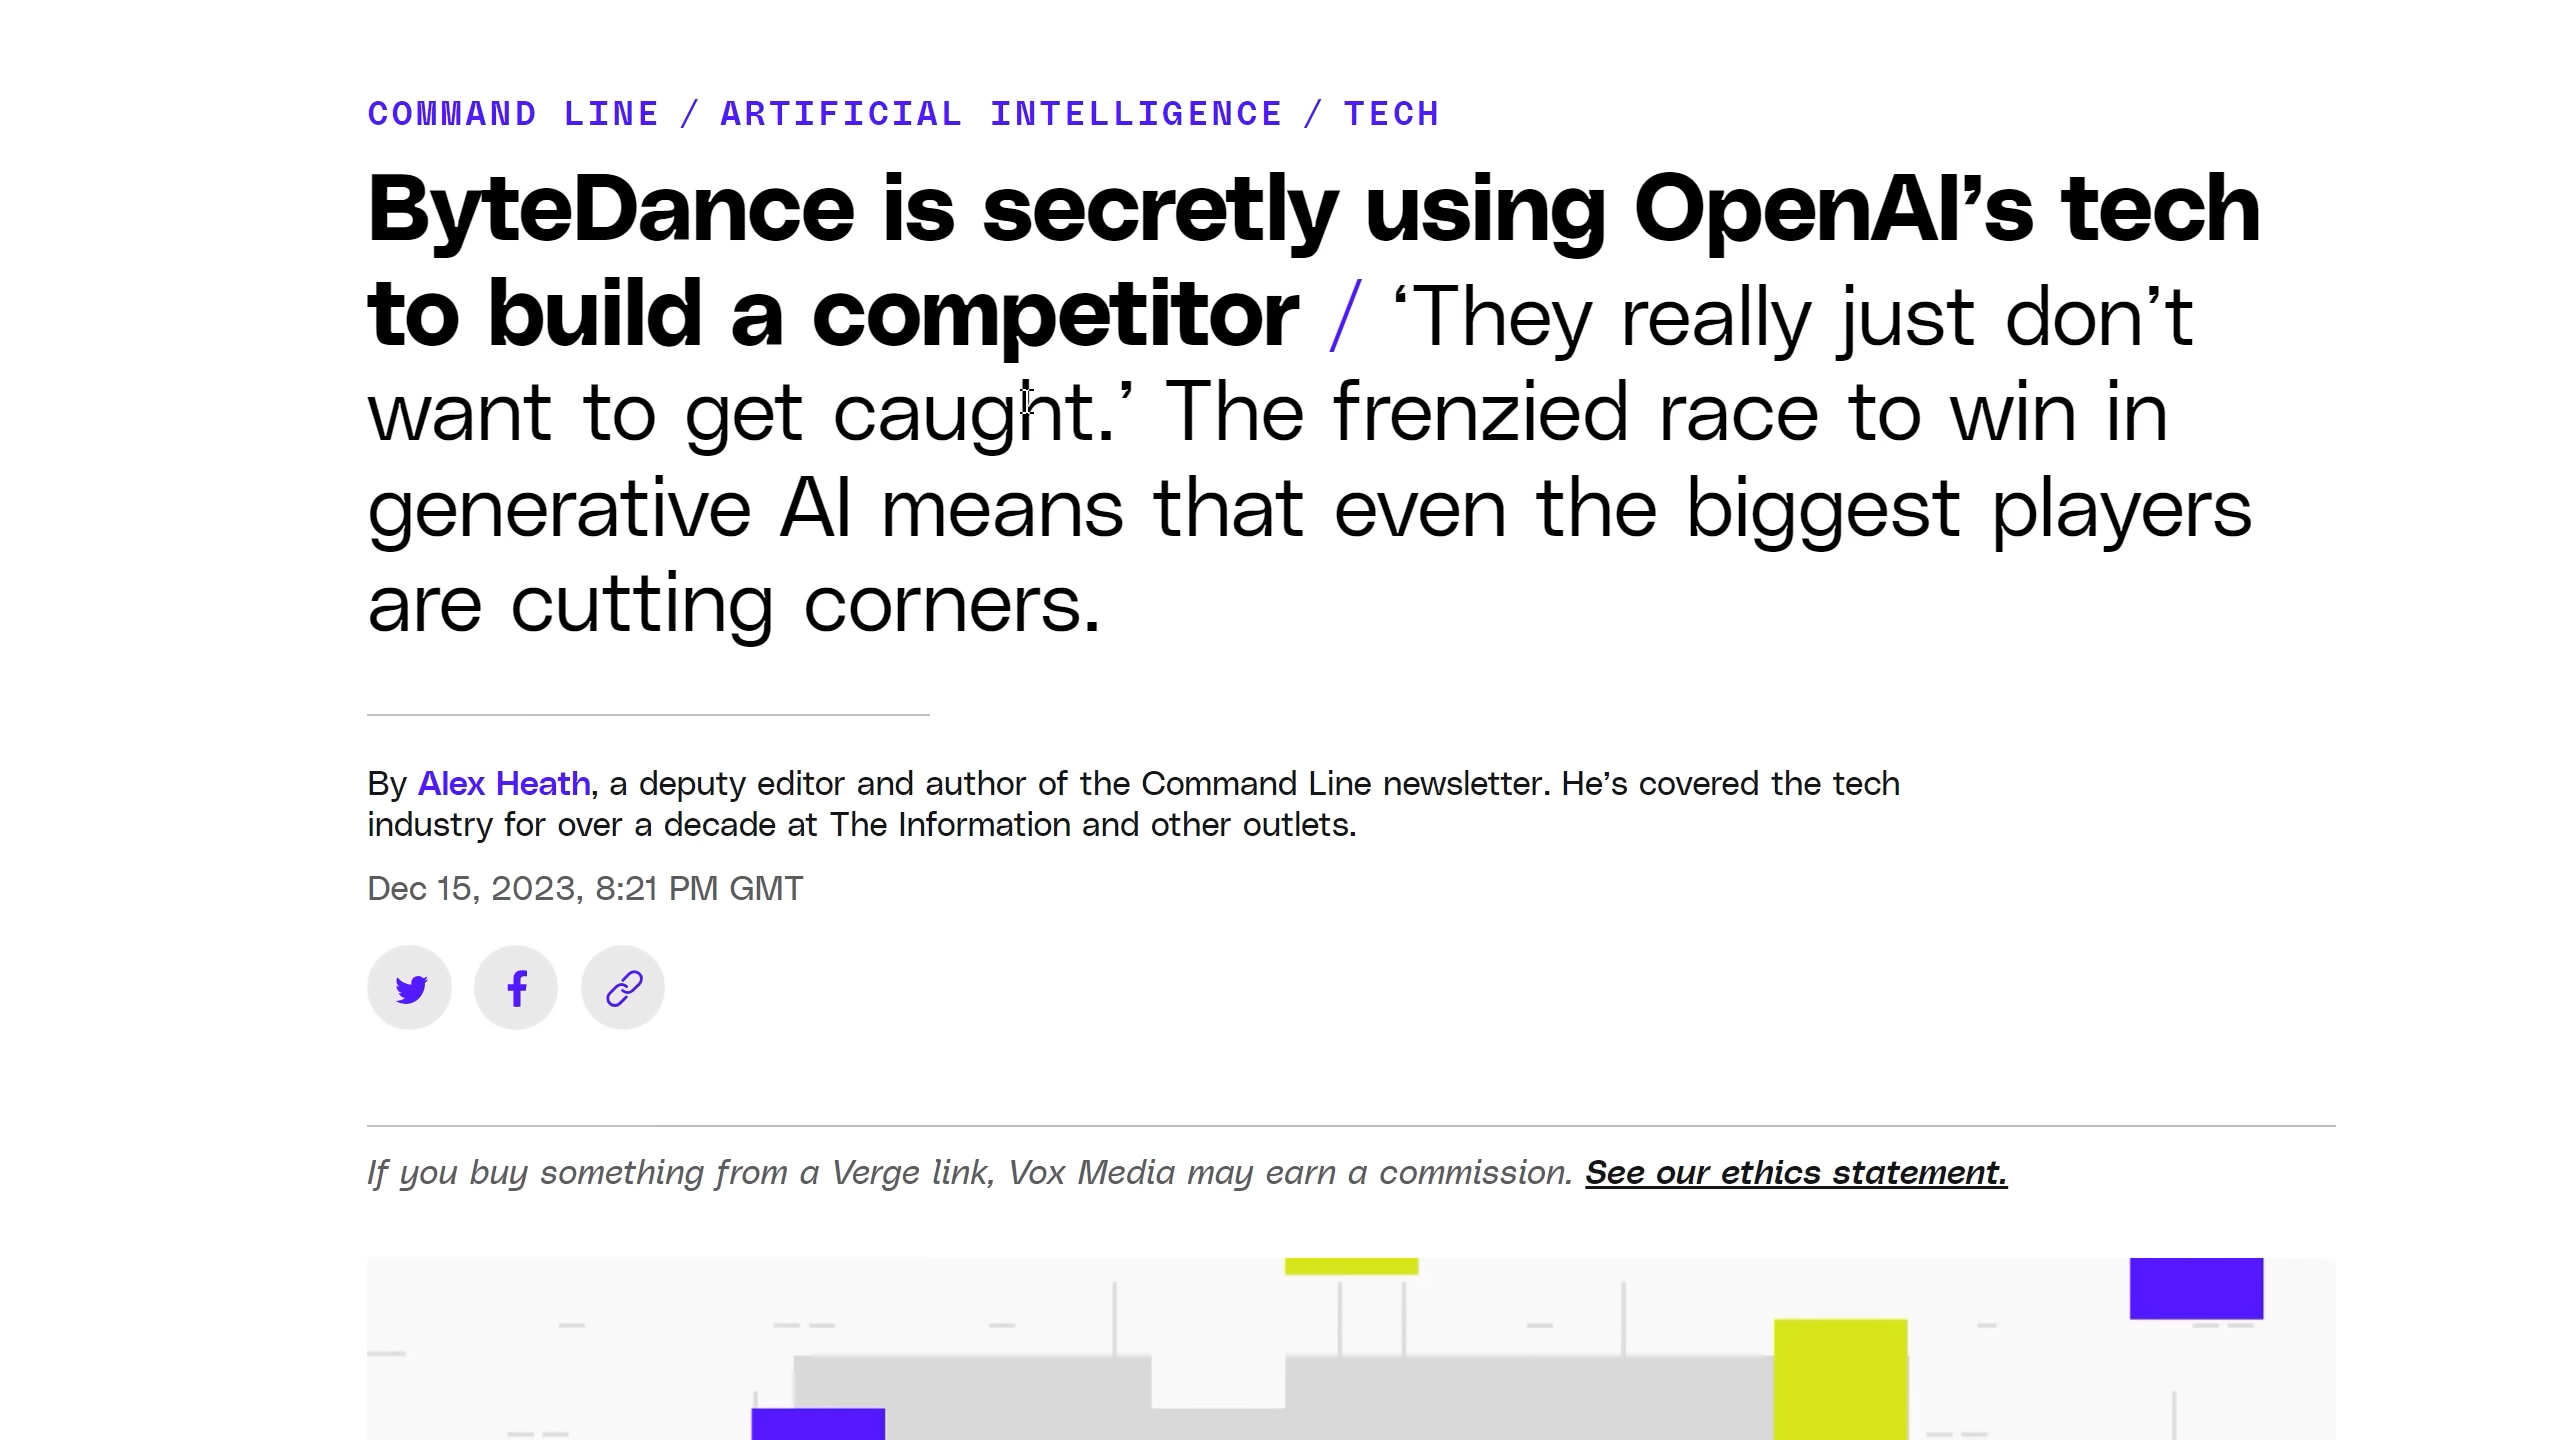 COMMAND LINE / ARTIFICIAL INTELLIGENCE / TECH
ByteDance is secretly using OpenAI’s tech
to build a competitor / ‘They really just don’t
want to get caught.’ The frenzied race to win in
generative AI means that even the biggest players
are cutting corners.
By Alex Heath, a deputy editor and author of the Command Line newsletter. He’s covered the tech
industry for over a decade at The Information and other outlets.
Dec 15, 2023, 8:21 PM GMT
If you buy something from a Verge link, Vox Media may earn a commission. See our ethics statement.